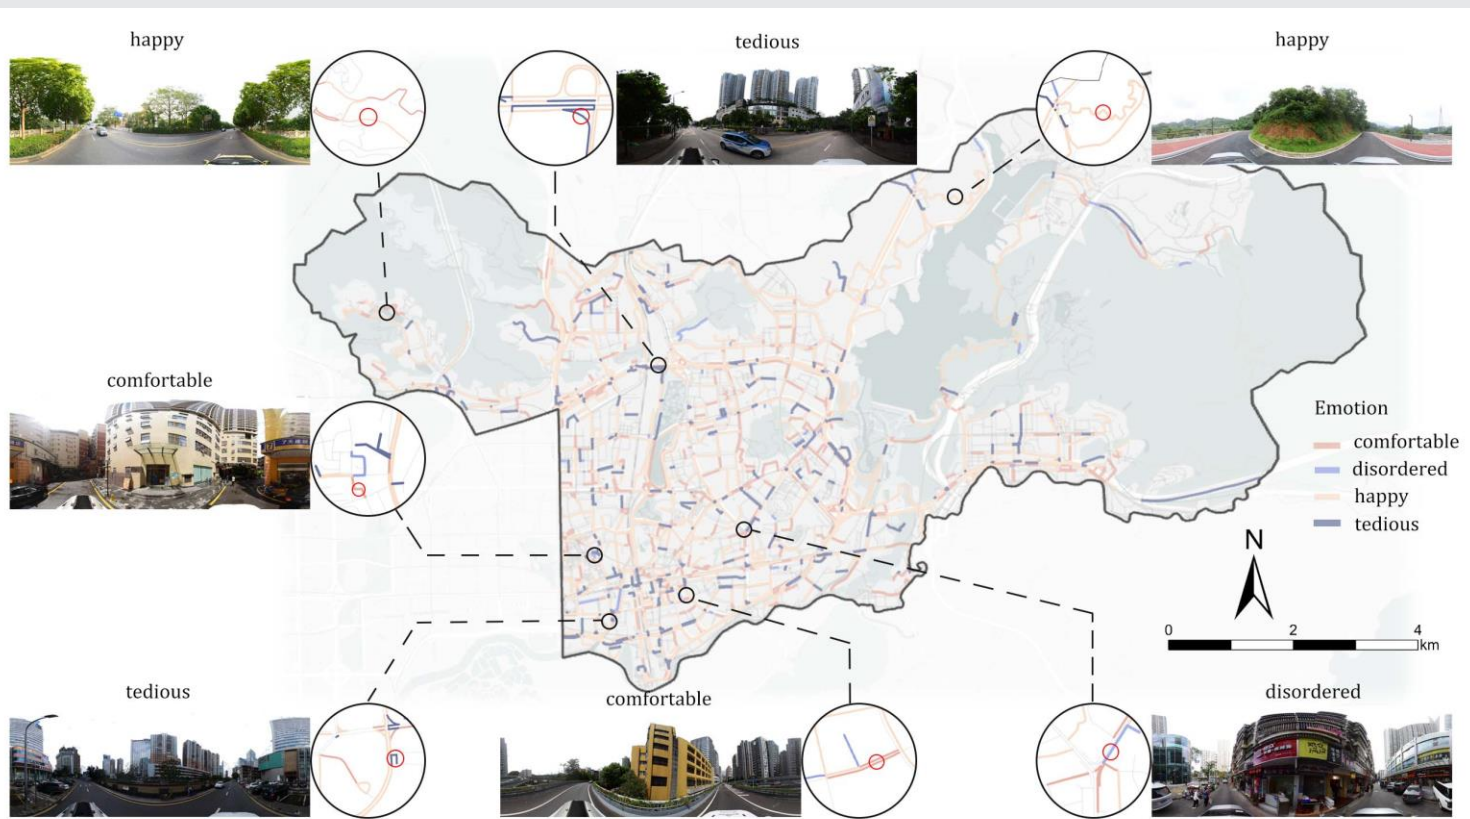 happy
tedious
happy
comfortable
Emotion
comfortable
disordered
happy
tedious
N
0 2 4
km
tedious
comfortable
disordered